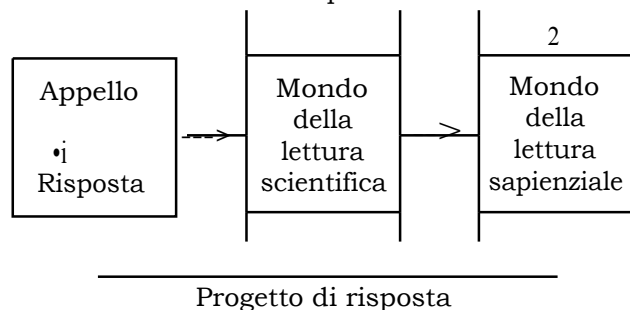 2
Appello
•i
Risposta
Mondo
della
lettura
scientifica
Mondo
della
lettura
sapienziale
Progetto di risposta